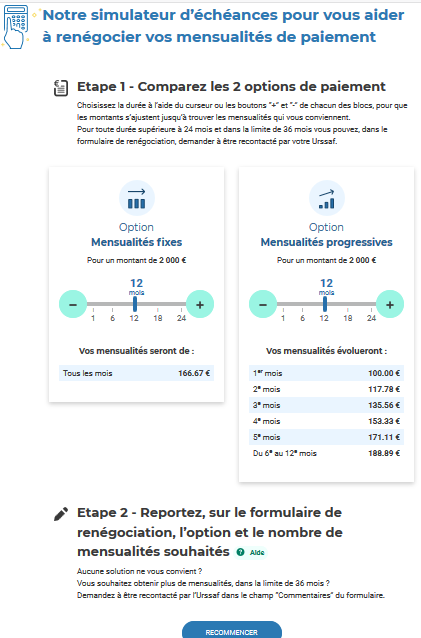 Notre simulateur d’échéances pour vous aider
à renégocier vos mensualités de paiement
Etape 1 - Comparez les 2 options de paiement
Choisissez la durée à l'aide du curseur ou les boutons "+" et "-" de chacun des blocs, pour que
les montants s'ajustent jusqu'à trouver les mensualités qui vous conviennent.
Pour toute durée supérieure à 24 mois et dans la limite de 36 mois vous pouvez, dans le
formulaire de renégociation, demander à être recontacté par votre Urssaf.
Option
Mensualités fixes
Pour un montant de 2 000 €
12
mois
− +
1 6 12 18 24
Vos mensualités seront de :
Tous les mois 166.67 €
Option
Mensualités progressives
Pour un montant de 2 000 €
12
mois
− +
1 6 12 18 24
Vos mensualités évolueront :
1er mois 100.00 €
2e mois 117.78 €
3e mois 135.56 €
4e mois 153.33 €
5e mois 171.11 €
Du 6e au 12e mois 188.89 €
Etape 2 - Reportez, sur le formulaire de
renégociation, l’option et le nombre de
mensualités souhaités ? Aide
Aucune solution ne vous convient ?
Vous souhaitez obtenir plus de mensualités, dans la limite de 36 mois ?
Demandez à être recontacté par l'Urssaf dans le champ "Commentaires" du formulaire.
RECOMMENCER